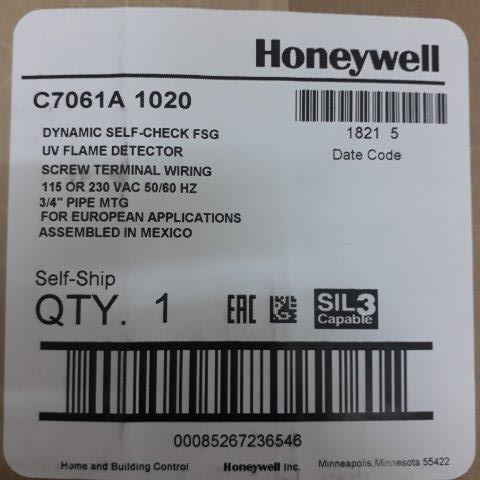 Honeywell
C7061A 1020
1821 5
Date Code
DYNAMIC SELF-CHECK FSG
UV FLAME DETECTOR
SCREW TERMINAL WIRING
115 OR 230 VAC 50/60 HZ
3/4" PIPE MTG
FOR EUROPEAN APPLICATIONS
ASSEMBLED IN MEXICO
Self-Ship
QTY. 1 EAC SIL3 Capable
00085267236546
Home and Building Control Honeywell Inc. Minneapolis,Minnesota 55422